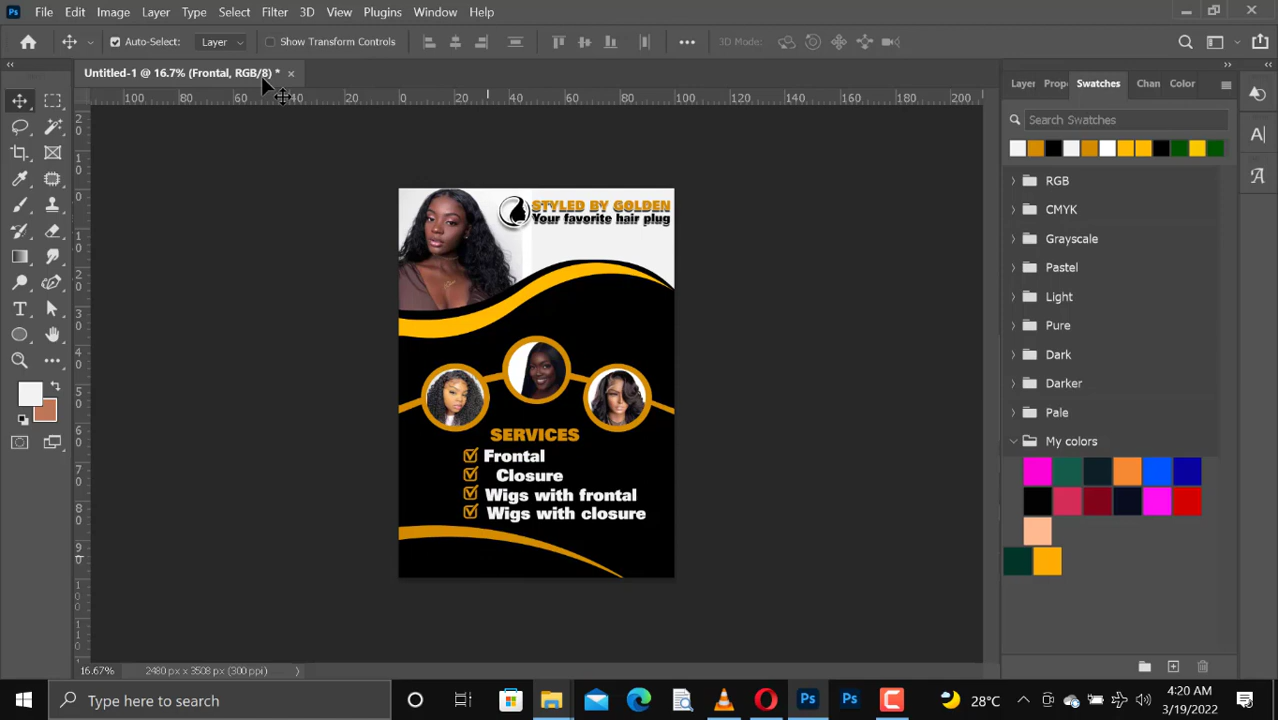 Ps File Edit Image Layer Type Select Filter 3D View Plugins Window Help
Auto-Select: Layer Show Transform Controls 3D Mode:
Untitled-1 @ 16.7% (Frontal, RGB/8) *
100 80 60 40 20 0 20 40 60 80 100 120 140 160 180 200
Layer Prop Swatches Chan Color
Search Swatches
RGB
CMYK
Grayscale
Pastel
Light
Pure
Dark
Darker
Pale
My colors
STYLED BY GOLDEN
Your favorite hair plug
SERVICES
Frontal
Closure
Wigs with frontal
Wigs with closure
16.67% 2480 px x 3508 px (300 ppi)
Type here to search
28°C
4:20 AM
3/19/2022